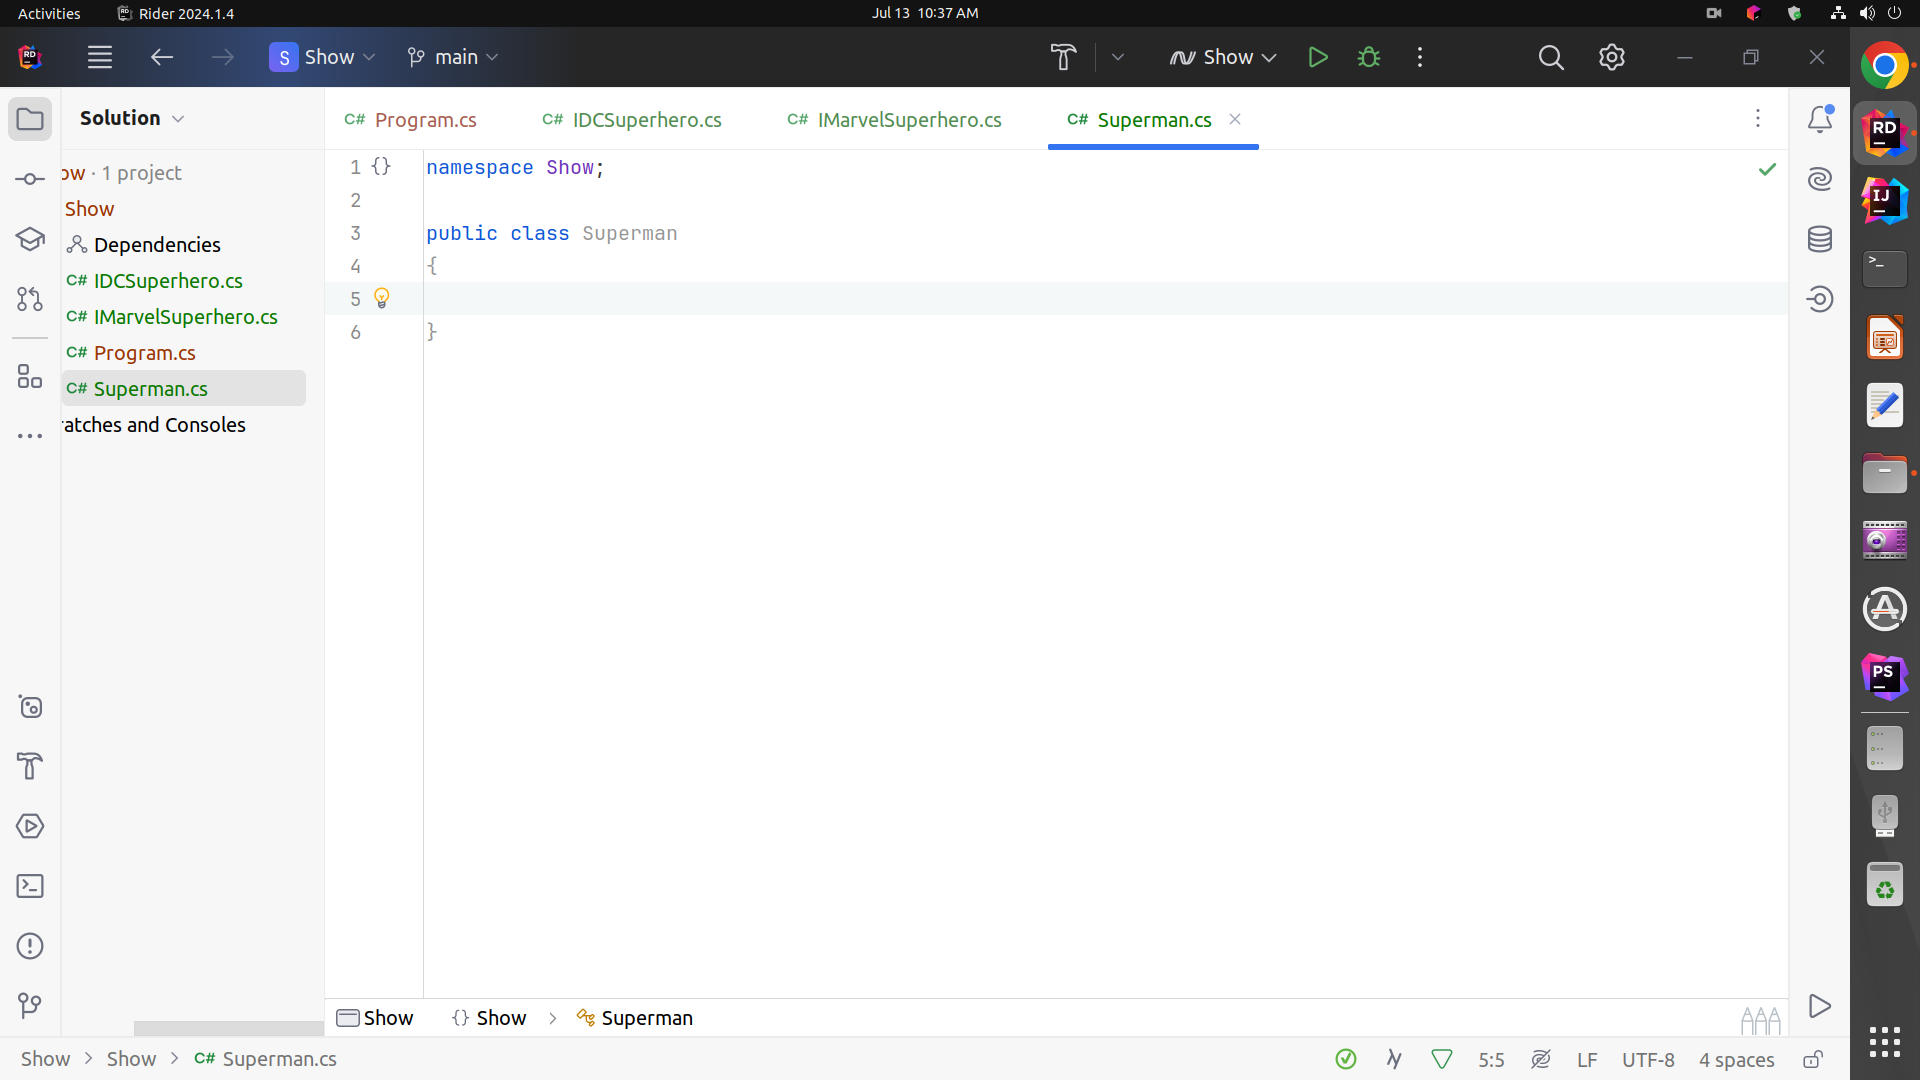 Activities
Rider 2024.1.4
Jul 13 10:37 AM
RD
S Show
main
Show
Solution
C# Program.cs
C# IDCSuperhero.cs
C# IMarvelSuperhero.cs
C# Superman.cs
ow · 1 project
Show
Dependencies
C# IDCSuperhero.cs
C# IMarvelSuperhero.cs
C# Program.cs
C# Superman.cs
ratches and Consoles
1 {} namespace Show;
2
3 public class Superman
4 {
5
6 }
RD
IJ
>_
PS
Show
{} Show > Superman
Show > Show > C# Superman.cs
5:5
LF
UTF-8
4 spaces